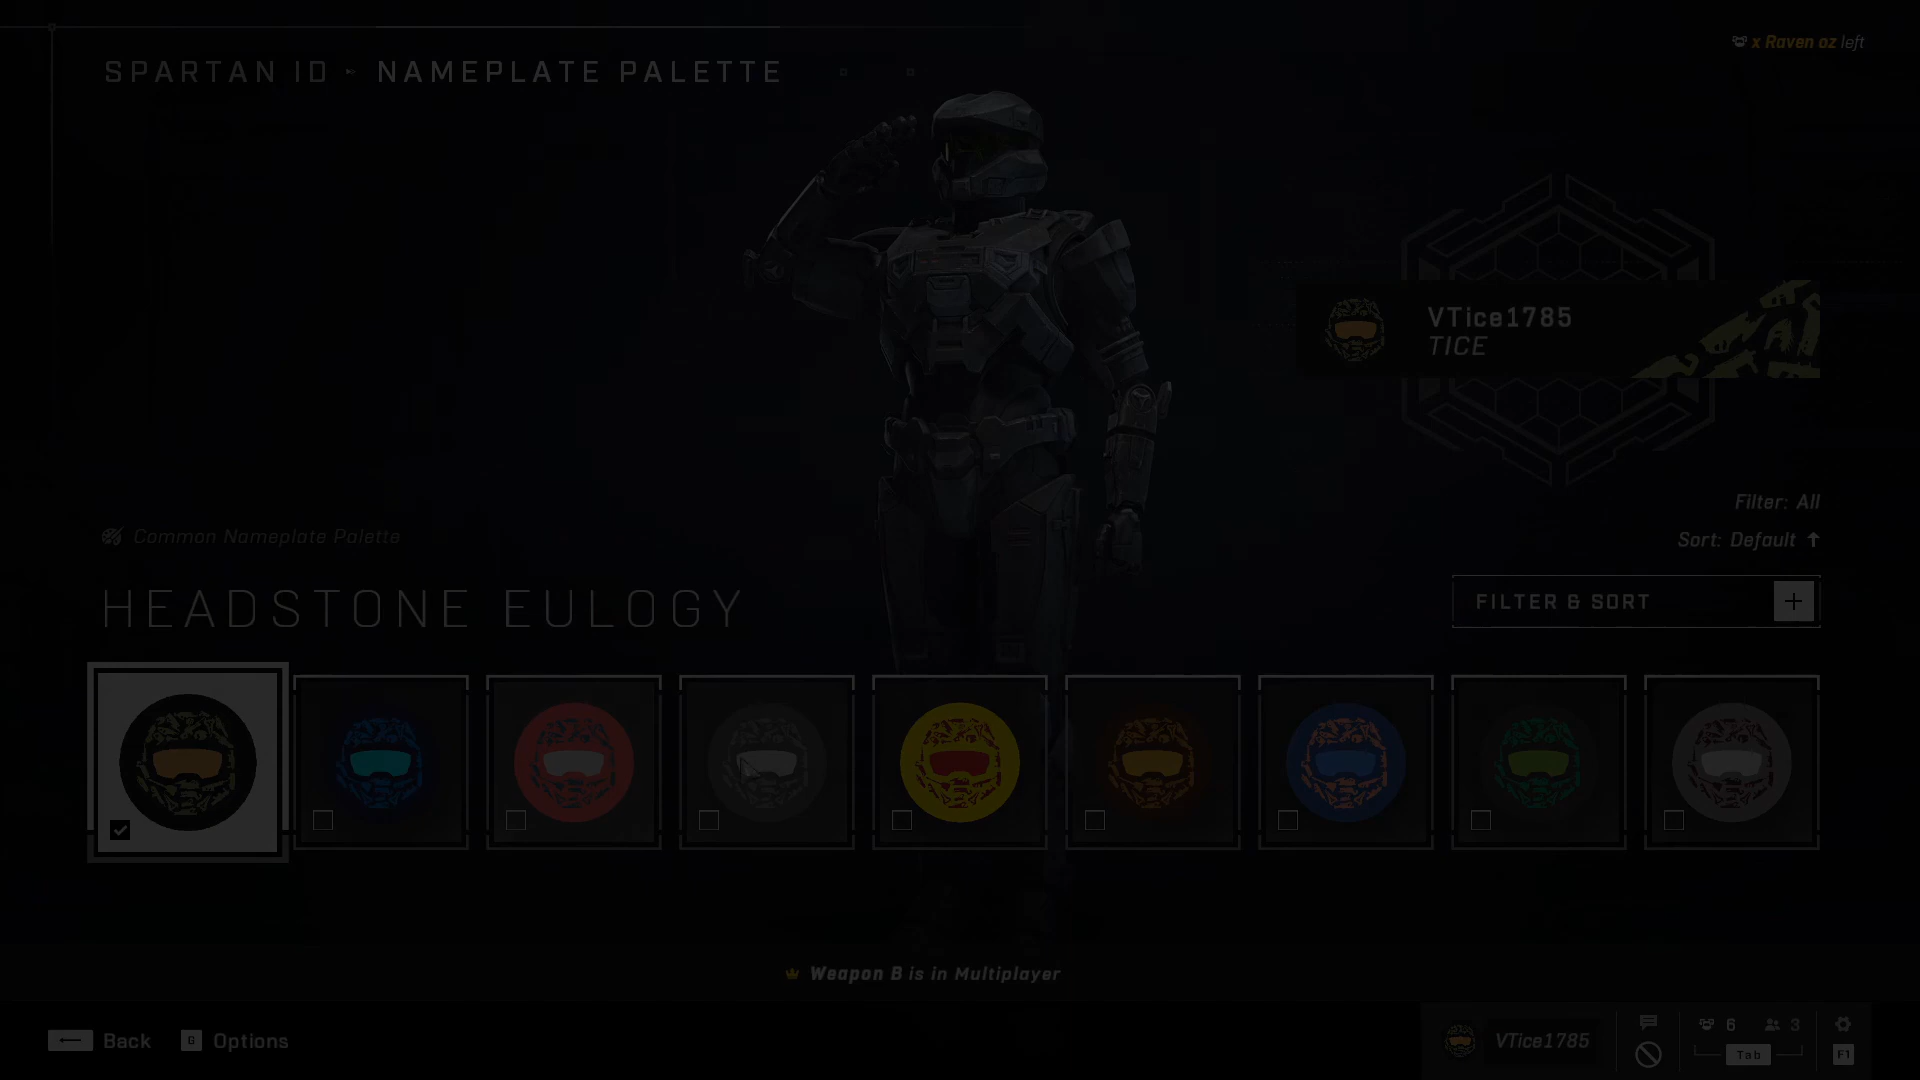 SPARTAN ID NAMEPLATE PALETTE
x Raven oz left
VTice1785
TICE
Filter: All
Sort: Default
Common Nameplate Palette
HEADSTONE EULOGY
FILTER & SORT
Weapon B is in Multiplayer
Back
G Options
VTice1785
6 3
Tab
F1